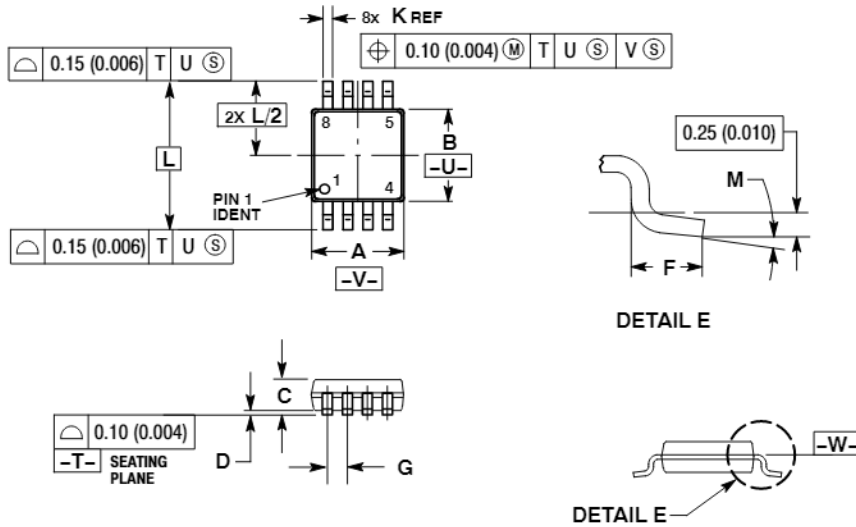 8x K REF
0.15 (0.006) T U Ⓢ
⌖ 0.10 (0.004) Ⓜ T U Ⓢ V Ⓢ
2X L/2
8 5
B
-U-
L
PIN 1
IDENT
1 4
0.15 (0.006) T U Ⓢ
A
-V-
0.25 (0.010)
M
F
DETAIL E
C
0.10 (0.004)
-T- SEATING
PLANE
D
G
-W-
DETAIL E